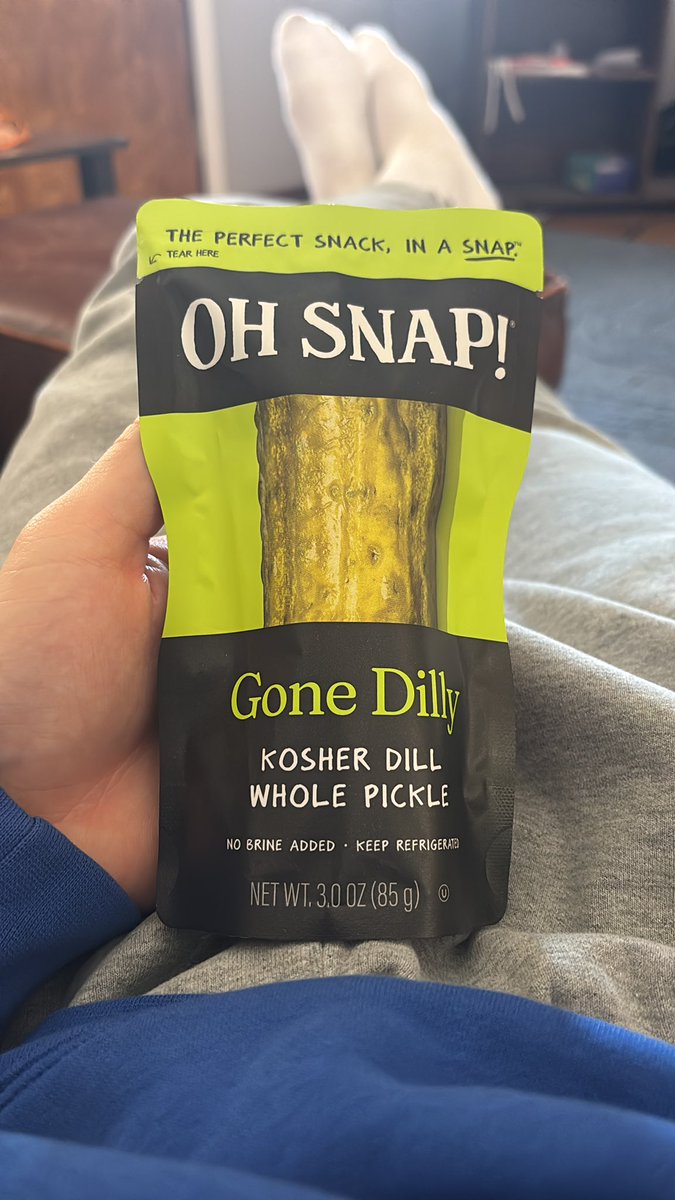 THE PERFECT SNACK, IN A SNAP.™
TEAR HERE
OH SNAP!®
Gone Dilly
KOSHER DILL
WHOLE PICKLE
NO BRINE ADDED · KEEP REFRIGERATED
NET WT. 3.0 OZ (85 g) Ⓤ